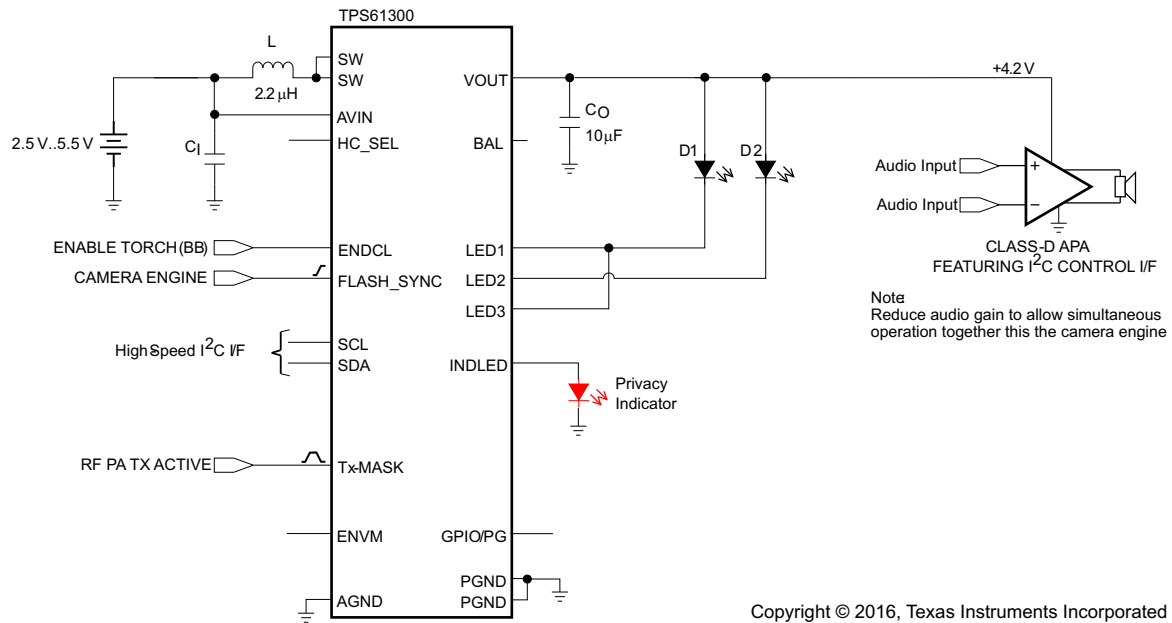 TPS61300
L
2.2 μH
SW
SW
AVIN
HC_SEL
2.5 V..5.5 V
CI
ENABLE TORCH (BB)
ENDCL
CAMERA ENGINE
FLASH_SYNC
High Speed I2C I/F
SCL
SDA
RF PA TX ACTIVE
Tx-MASK
ENVM
AGND
VOUT
BAL
LED1
LED2
LED3
INDLED
GPIO/PG
PGND
PGND
CO
10μF
D1
D2
Privacy
Indicator
+4.2 V
Audio Input
Audio Input
+
−
CLASS-D APA
FEATURING I2C CONTROL I/F
Note:
Reduce audio gain to allow simultaneous
operation together this the camera engine
Copyright © 2016, Texas Instruments Incorporated